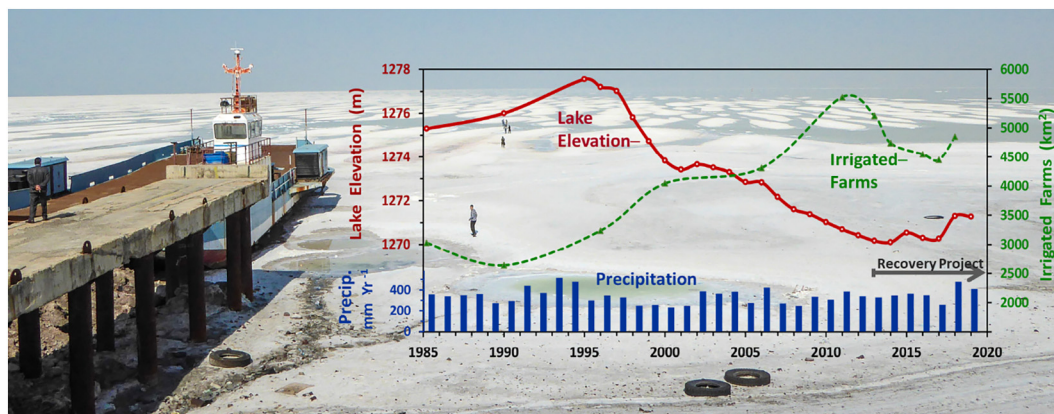 Lake Elevation (m)
1278
1276
1274
1271
1270
Precip.
mm Yr⁻¹
400
200
0
Lake
Elevation–
Irrigated–
Farms
Recovery Project
Precipitation
6000
5500
5000
4500
4000
3500
3000
2500
2000
Irrigated Farms (km²)
1985 1990 1995 2000 2005 2010 2015 2020